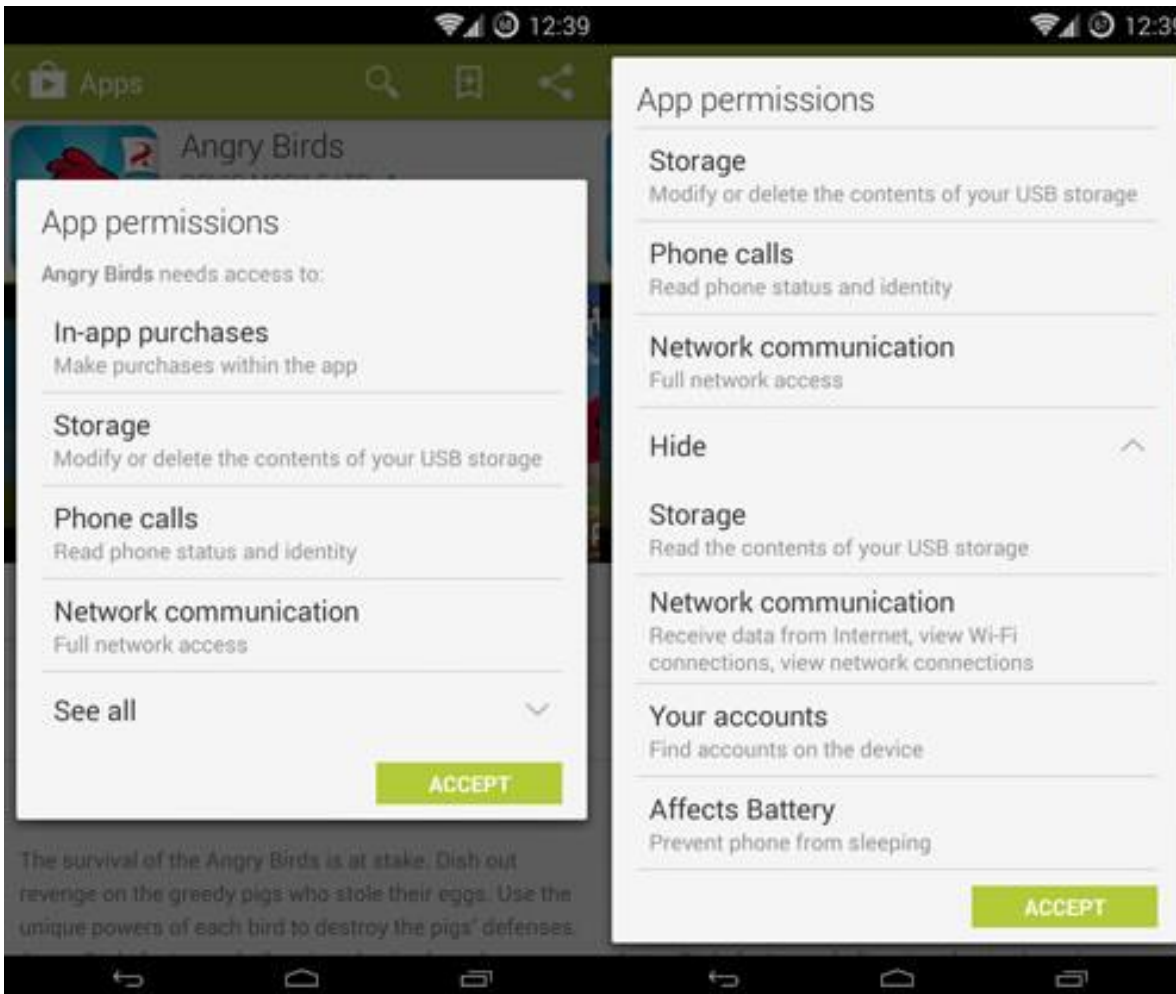 12:39
Apps
Angry Birds
App permissions
Angry Birds needs access to:
In-app purchases
Make purchases within the app
Storage
Modify or delete the contents of your USB storage
Phone calls
Read phone status and identity
Network communication
Full network access
See all
ACCEPT
The survival of the Angry Birds is at stake. Dish out
revenge on the greedy pigs who stole their eggs. Use the
unique powers of each bird to destroy the pigs' defenses.
12:39
App permissions
Storage
Modify or delete the contents of your USB storage
Phone calls
Read phone status and identity
Network communication
Full network access
Hide
Storage
Read the contents of your USB storage
Network communication
Receive data from Internet, view Wi-Fi
connections, view network connections
Your accounts
Find accounts on the device
Affects Battery
Prevent phone from sleeping
ACCEPT